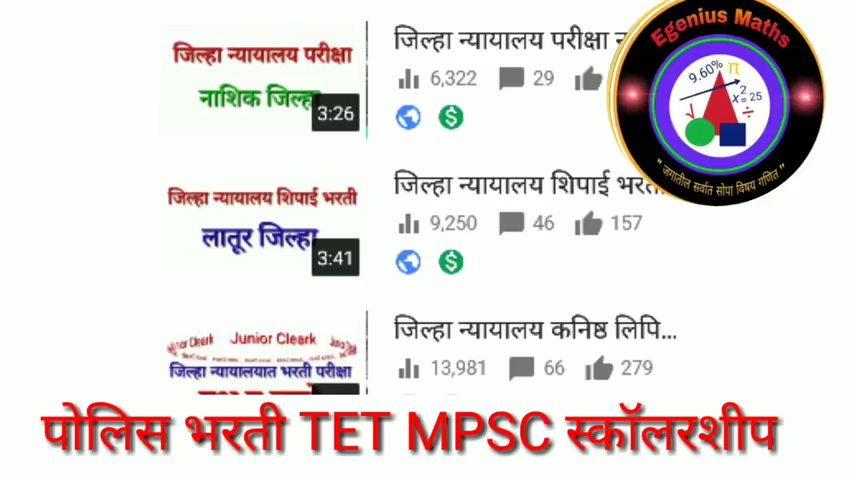 जिल्हा न्यायालय परीक्षा
नाशिक जिल्हा
3:26
जिल्हा न्यायालय परीक्षा
6,322 29
जिल्हा न्यायालय शिपाई भरती
लातूर जिल्हा
3:41
जिल्हा न्यायालय शिपाई भरत
9,250 46 157
Junior Cleark
जिल्हा न्यायालयात भरती परीक्षा
जिल्हा न्यायालय कनिष्ठ लिपि...
13,981 66 279
Egenius Maths
9.60% π
x²=25
÷
"जगातील सर्वात सोपा विषय गणित"
पोलिस भरती TET MPSC स्कॉलरशीप